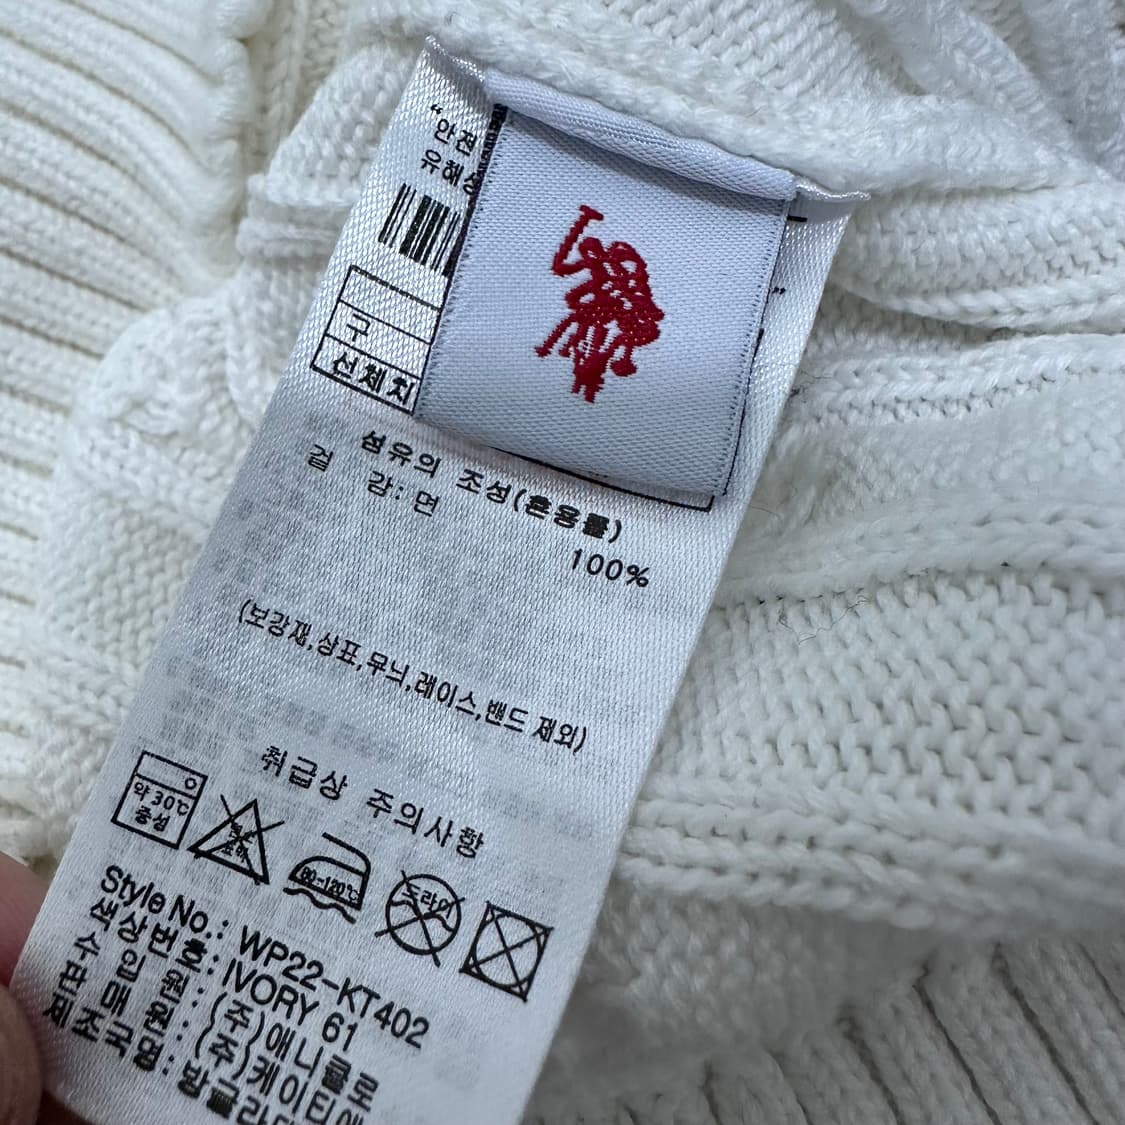 "안전
유해성
구
신체치
섬유의 조성(혼용률)
겉 감: 면 100%
(보강재,상표,무늬,레이스,밴드 제외)
취급상 주의사항
약 30℃
중성
80~120℃
드라이
Style No.: WP22-KT402
색상번호: IVORY 61
수 입 원: (주)애니클로
판 매 원: (주)케이티
제조국명: 방글라데